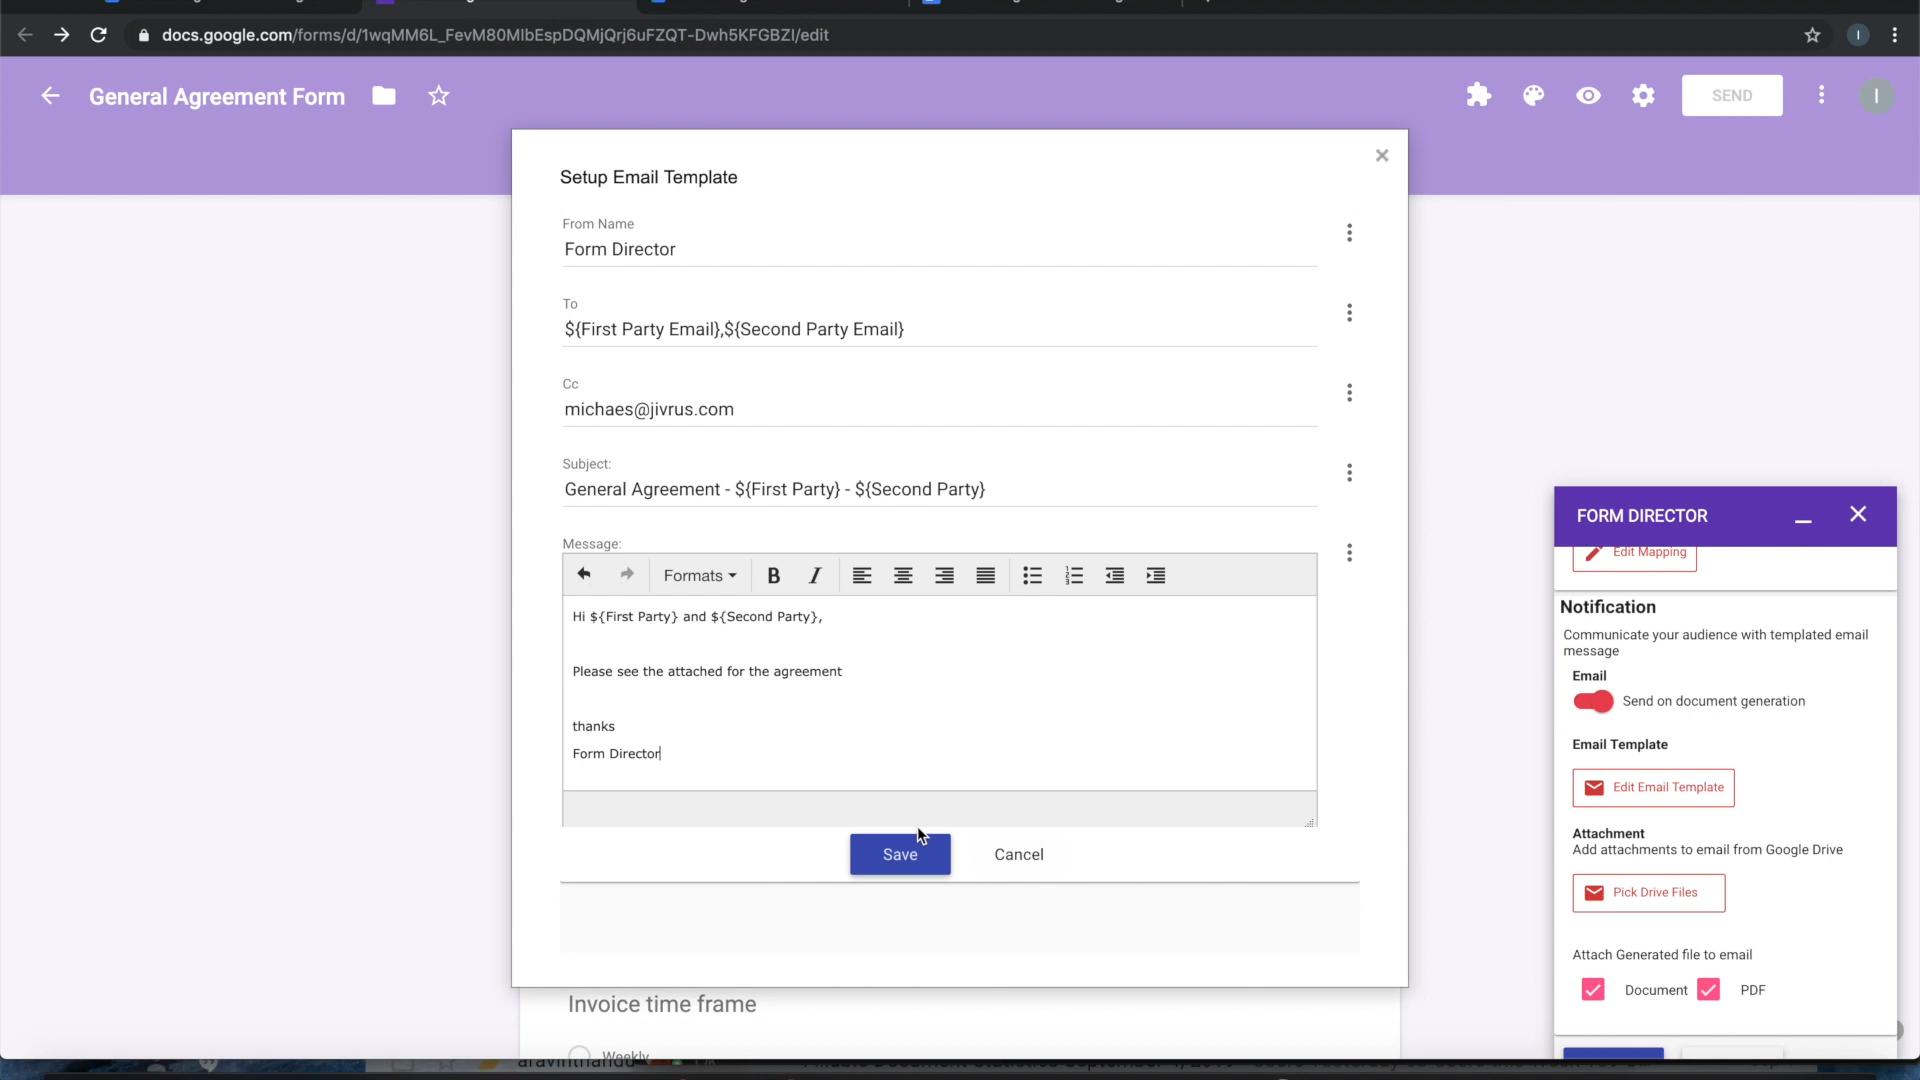 docs.google.com/forms/d/1wqMM6L_FevM80MIbEspDQMjQrj6uFZQT-Dwh5KFGBZI/edit
I
General Agreement Form
SEND
I
Setup Email Template
From Name
Form Director
To
${First Party Email},${Second Party Email}
Cc
michaes@jivrus.com
Subject:
General Agreement - ${First Party} - ${Second Party}
Message:
Formats
B I
Hi ${First Party} and ${Second Party},
Please see the attached for the agreement
thanks
Form Director
Save
Cancel
Invoice time frame
Weekly
FORM DIRECTOR
Edit Mapping
Notification
Communicate your audience with templated email
message
Email
Send on document generation
Email Template
Edit Email Template
Attachment
Add attachments to email from Google Drive
Pick Drive Files
Attach Generated file to email
Document
PDF